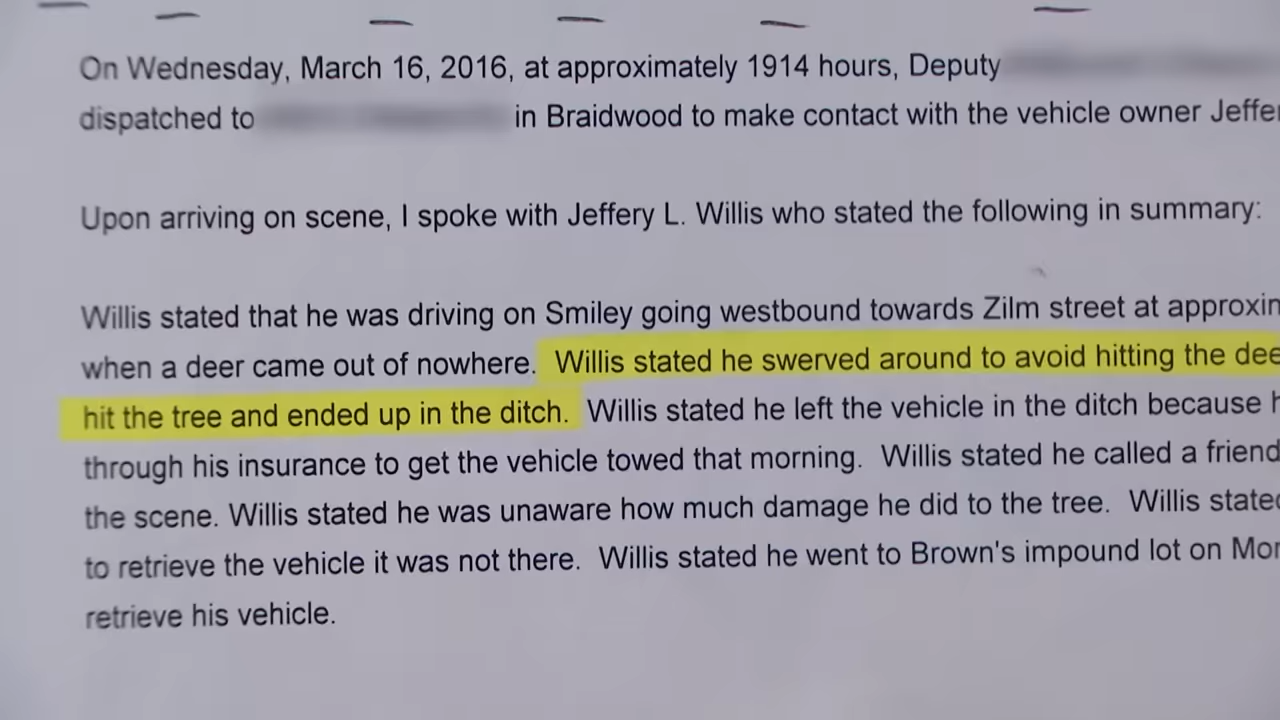 On Wednesday, March 16, 2016, at approximately 1914 hours, Deputy
dispatched to in Braidwood to make contact with the vehicle owner Jeffe
Upon arriving on scene, I spoke with Jeffery L. Willis who stated the following in summary:
Willis stated that he was driving on Smiley going westbound towards Zilm street at approxin
when a deer came out of nowhere. Willis stated he swerved around to avoid hitting the dee
hit the tree and ended up in the ditch. Willis stated he left the vehicle in the ditch because h
through his insurance to get the vehicle towed that morning. Willis stated he called a friend
the scene. Willis stated he was unaware how much damage he did to the tree. Willis stated
to retrieve the vehicle it was not there. Willis stated he went to Brown's impound lot on Mon
retrieve his vehicle.